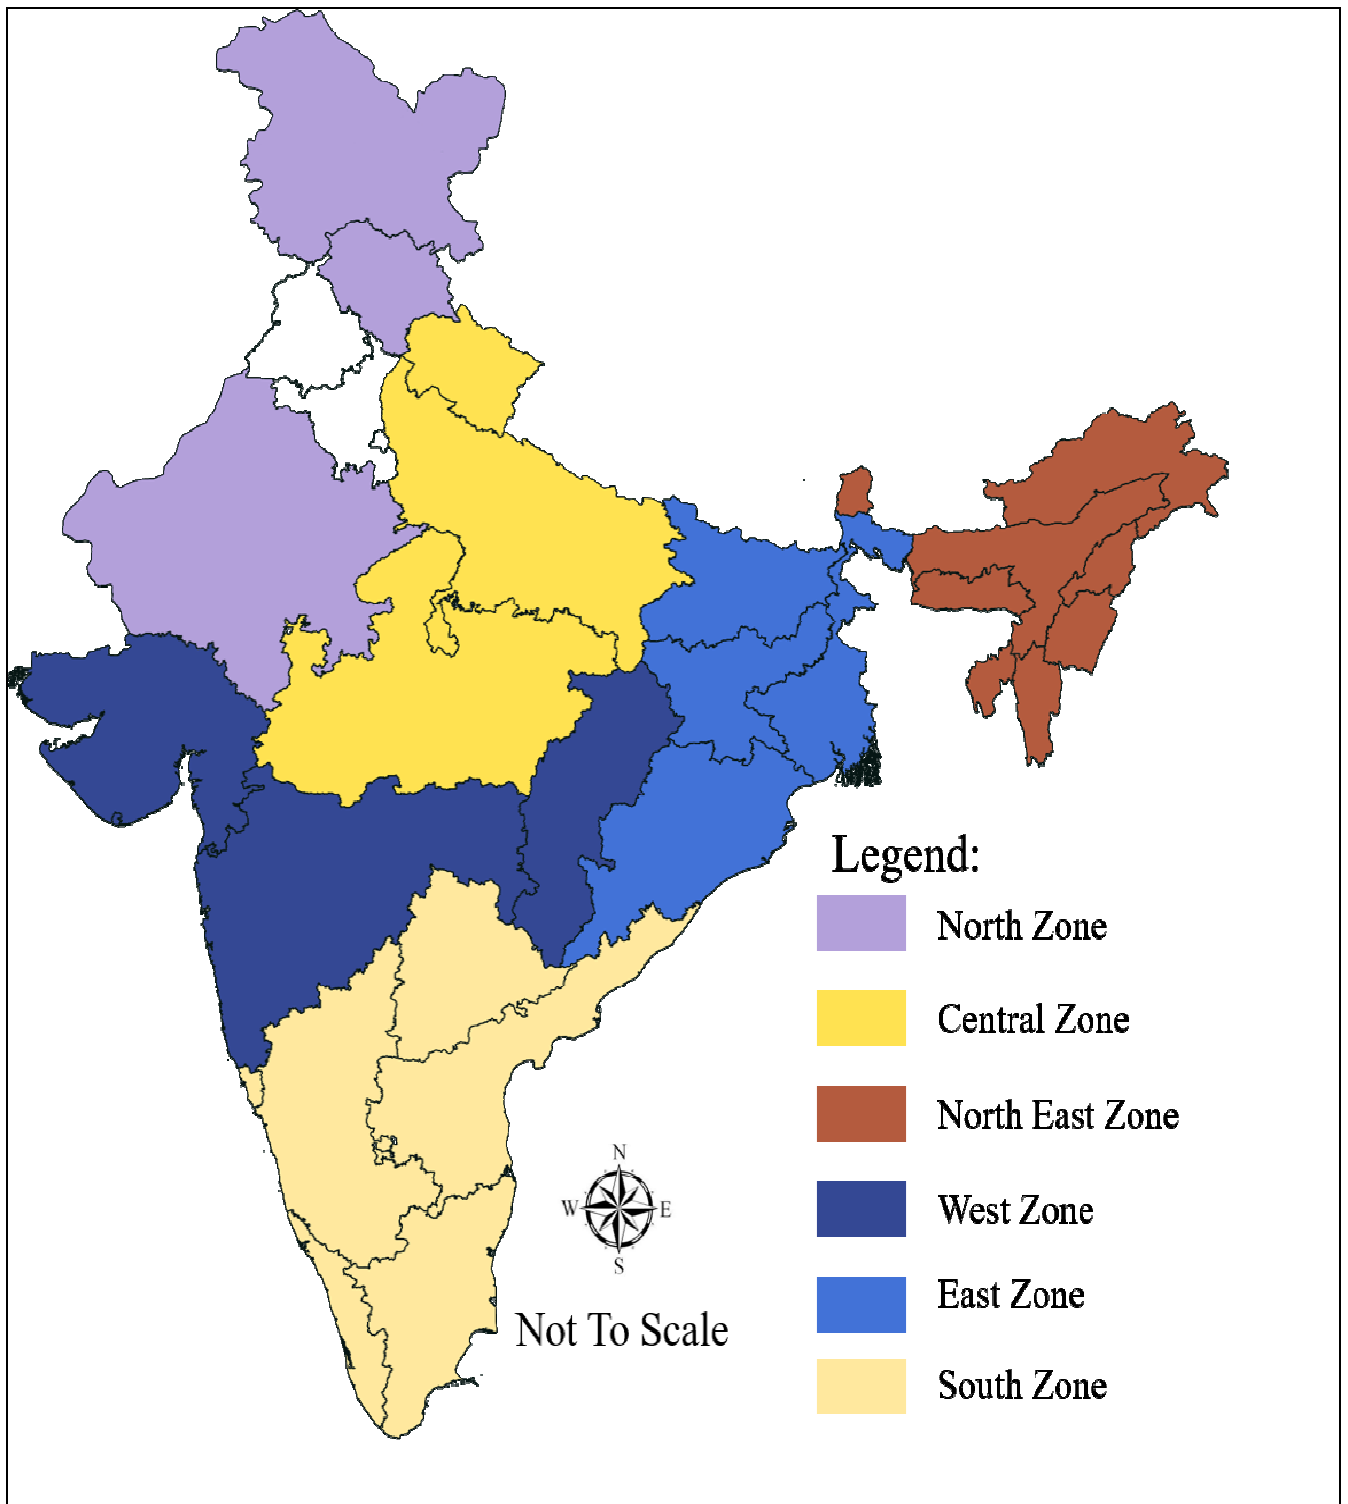 Legend:
North Zone
Central Zone
North East Zone
West Zone
East Zone
South Zone
N
W E
S
Not To Scale